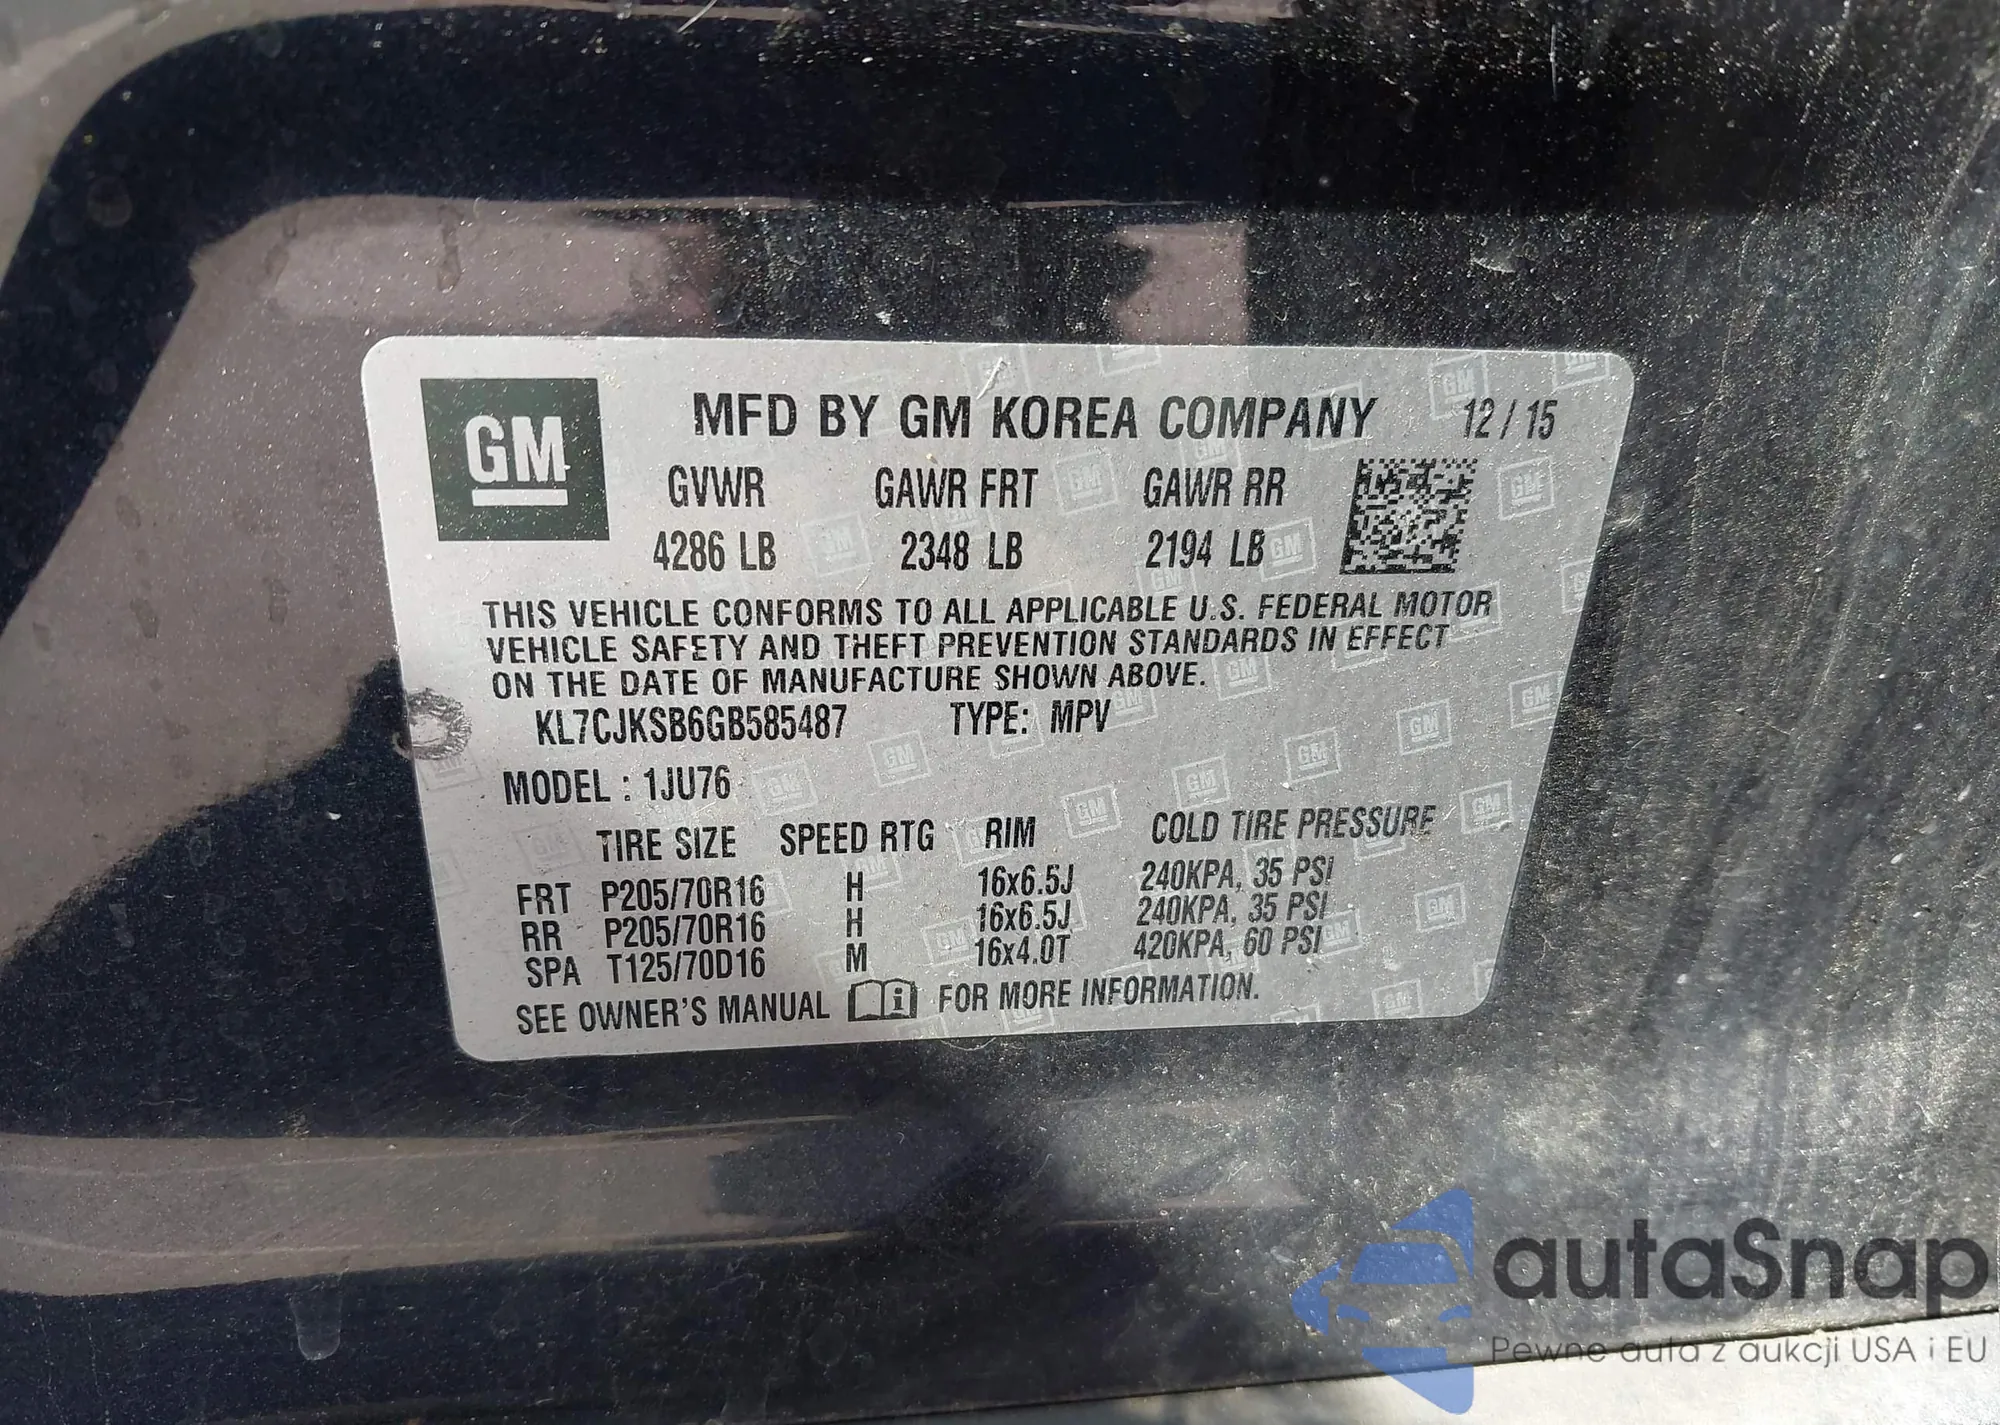 GM
MFD BY GM KOREA COMPANY 12/15
GVWR GAWR FRT GAWR RR
4286 LB 2348 LB 2194 LB
THIS VEHICLE CONFORMS TO ALL APPLICABLE U.S. FEDERAL MOTOR
VEHICLE SAFETY AND THEFT PREVENTION STANDARDS IN EFFECT
ON THE DATE OF MANUFACTURE SHOWN ABOVE.
KL7CJKSB6GB585487 TYPE: MPV
MODEL : 1JU76
TIRE SIZE SPEED RTG RIM COLD TIRE PRESSURE
FRT P205/70R16 H 16x6.5J 240KPA, 35 PSI
RR P205/70R16 H 16x6.5J 240KPA, 35 PSI
SPA T125/70D16 M 16x4.0T 420KPA, 60 PSI
SEE OWNER'S MANUAL i FOR MORE INFORMATION.
autaSnap
Pewne auta z aukcji USA i EU